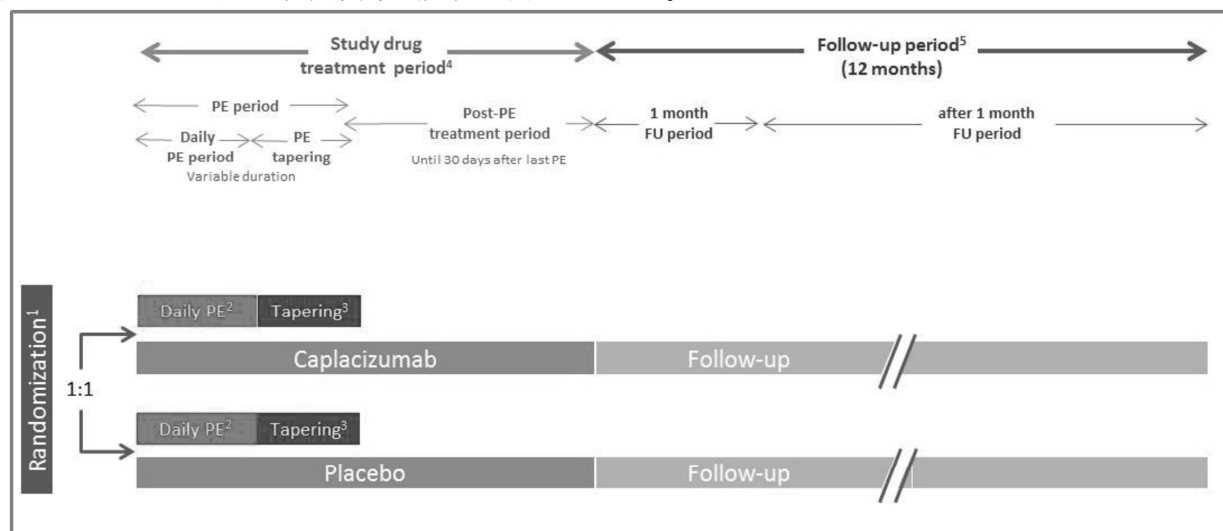 Study drug
treatment period⁴
Follow-up period⁵
(12 months)
PE period
Daily
PE period
PE
tapering
Variable duration
Post-PE
treatment period
Until 30 days after last PE
1 month
FU period
after 1 month
FU period
Randomization¹
1:1
Daily PE²
Tapering³
Caplacizumab
Follow-up
Daily PE²
Tapering³
Placebo
Follow-up